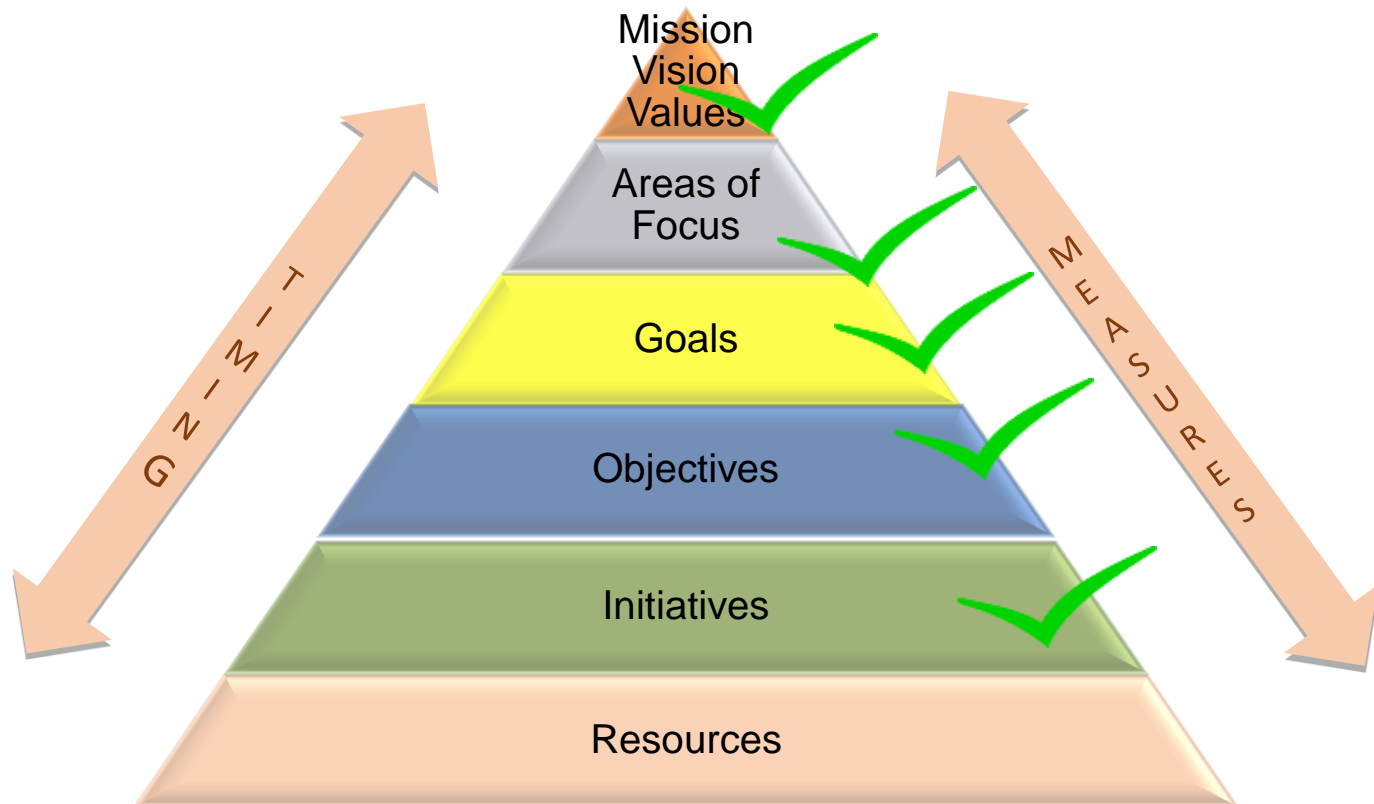 Mission
Vision
Values
Areas of
Focus
Goals
Objectives
Initiatives
Resources
TIMING
MEASURES